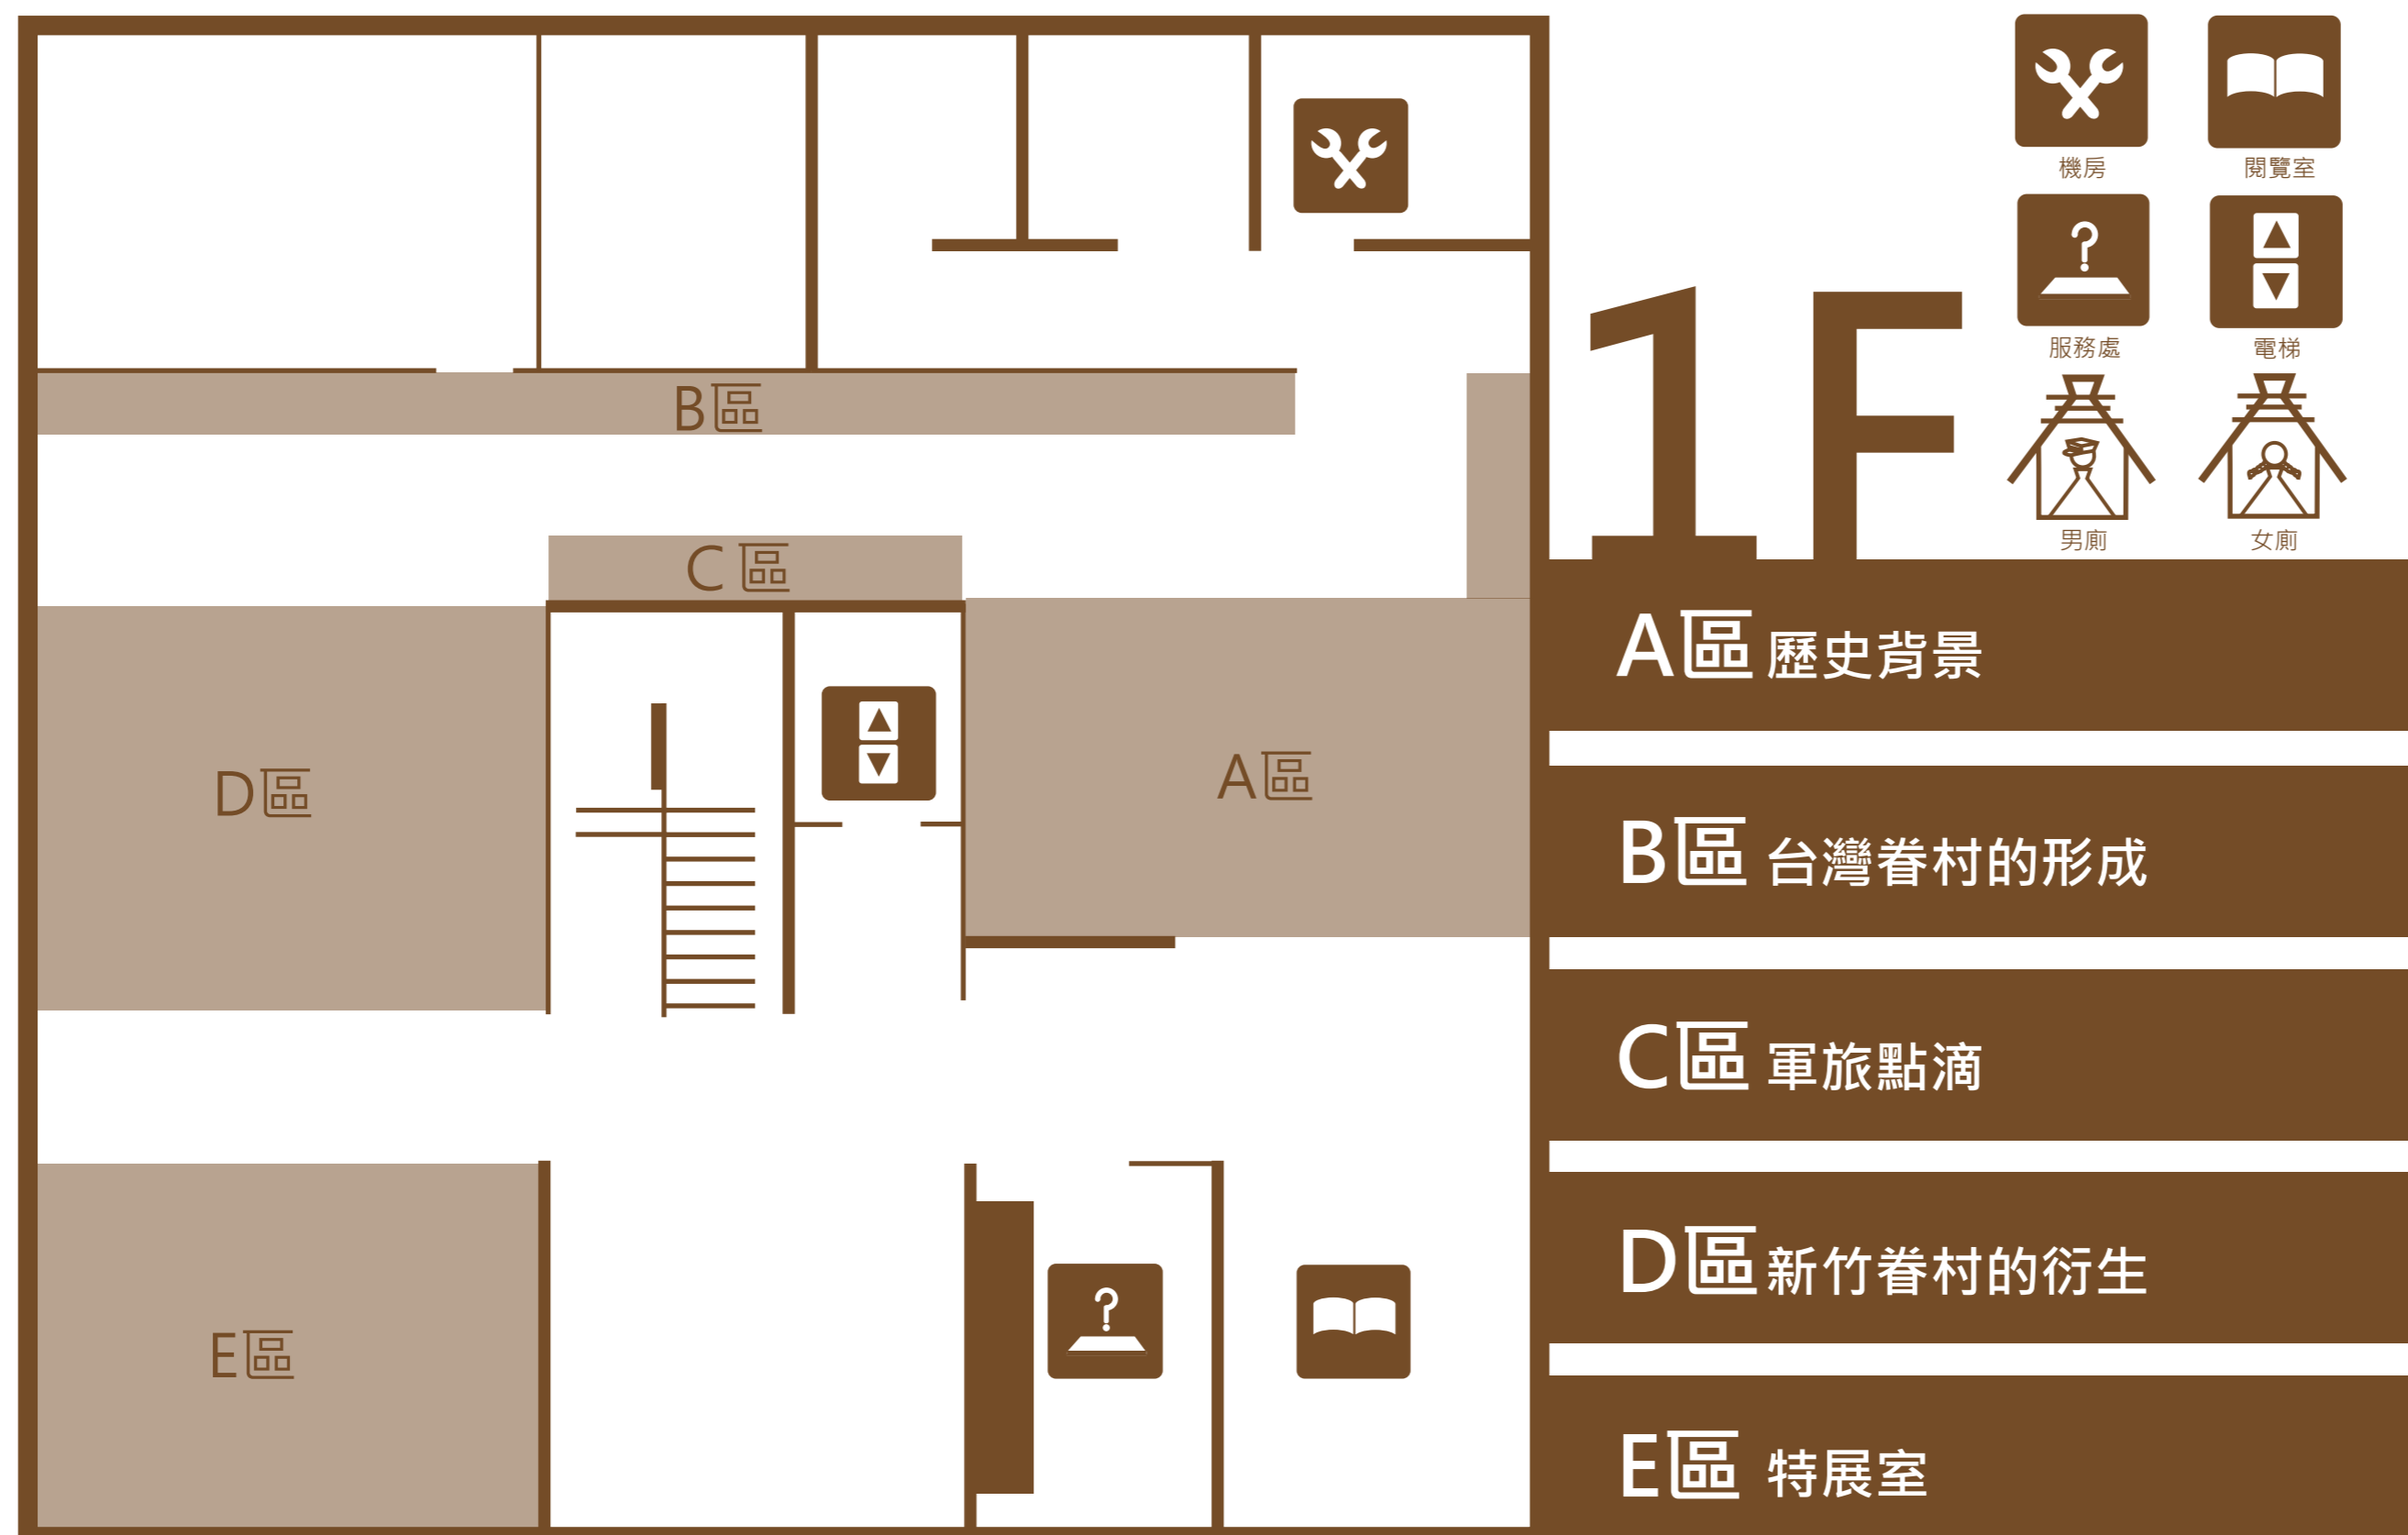 機房
閱覽室
服務處
電梯
1F
男廁
女廁
B區
C區
D區
A區
E區
A區 歷史背景
B區 台灣眷村的形成
C區 軍旅點滴
D區 新竹眷村的衍生
E區 特展室